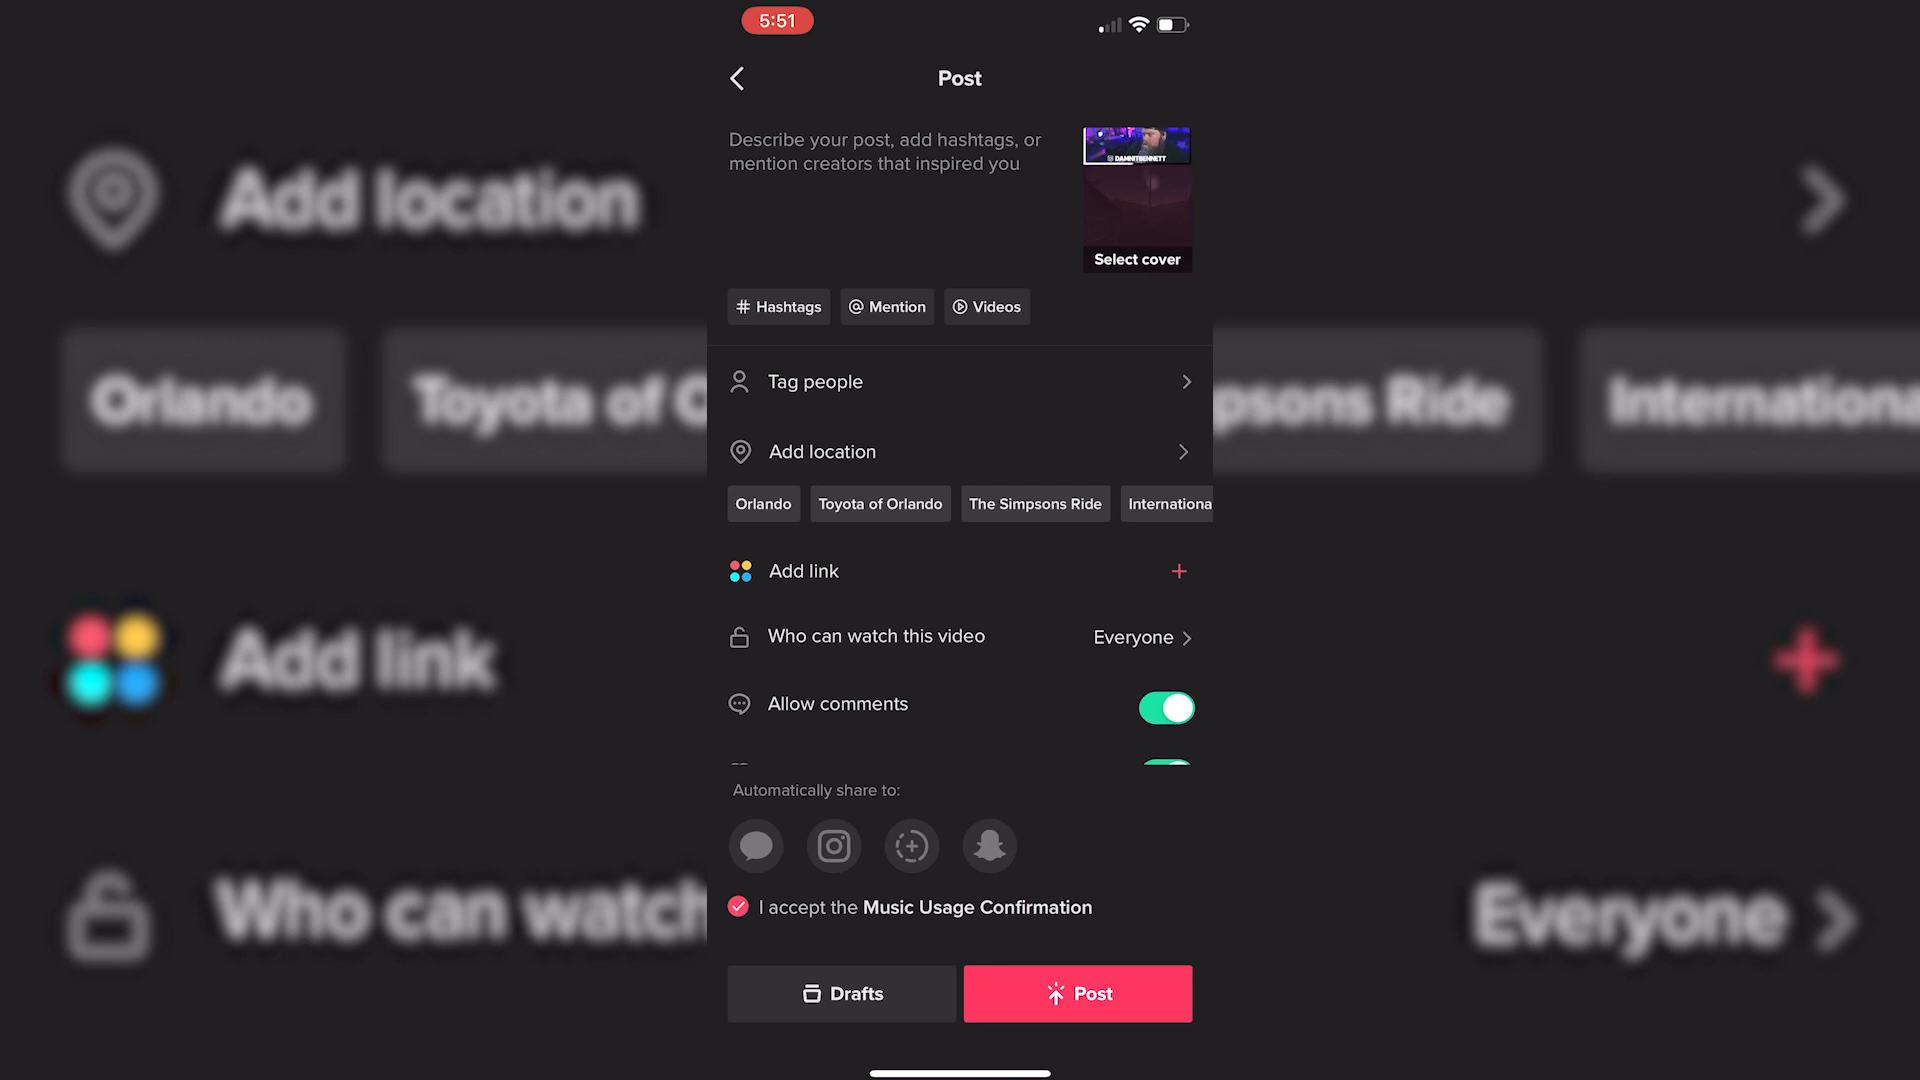 5:51
Post
Describe your post, add hashtags, or
mention creators that inspired you
DAMNITBENNETT
Select cover
# Hashtags
@ Mention
Videos
Tag people
Add location
Orlando
Toyota of Orlando
The Simpsons Ride
Internationa
Add link
Who can watch this video
Everyone
Allow comments
Automatically share to:
I accept the Music Usage Confirmation
Drafts
Post
Add location
Orlando
Toyota of O
psons Ride
Internationa
Add link
Who can watch
Everyone